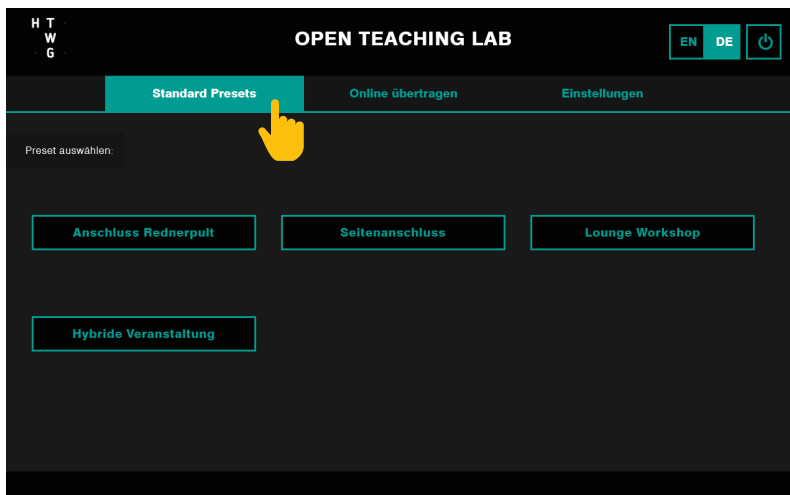 H T
W
G
OPEN TEACHING LAB
EN DE
Standard Presets Online übertragen Einstellungen
Preset auswählen:
Anschluss Rednerpult Seitenanschluss Lounge Workshop
Hybride Veranstaltung